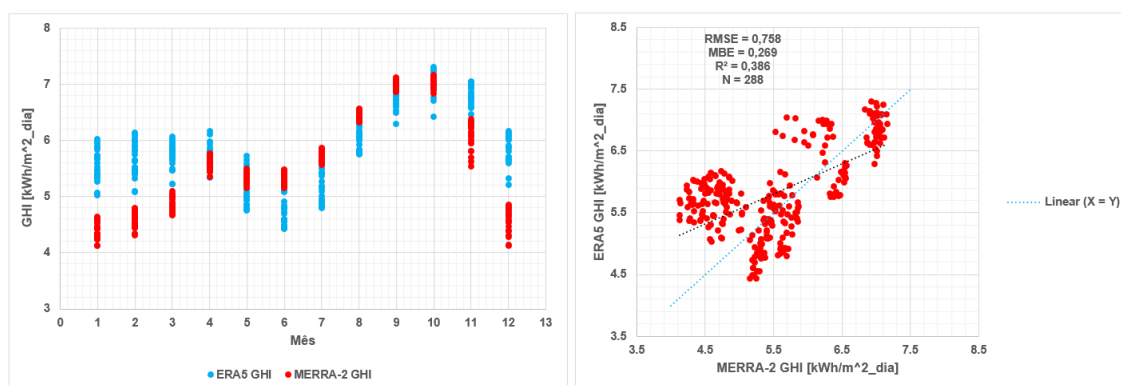 8
7
6
5
4
3
GHI [kWh/m^2_dia]
0 1 2 3 4 5 6 7 8 9 10 11 12 13
Mês
ERA5 GHI MERRA-2 GHI
RMSE = 0,758
MBE = 0,269
R² = 0,386
N = 288
8.5
7.5
6.5
5.5
4.5
3.5
ERA5 GHI [kWh/m^2_dia]
3.5 4.5 5.5 6.5 7.5 8.5
MERRA-2 GHI [kWh/m^2_dia]
Linear (X = Y)